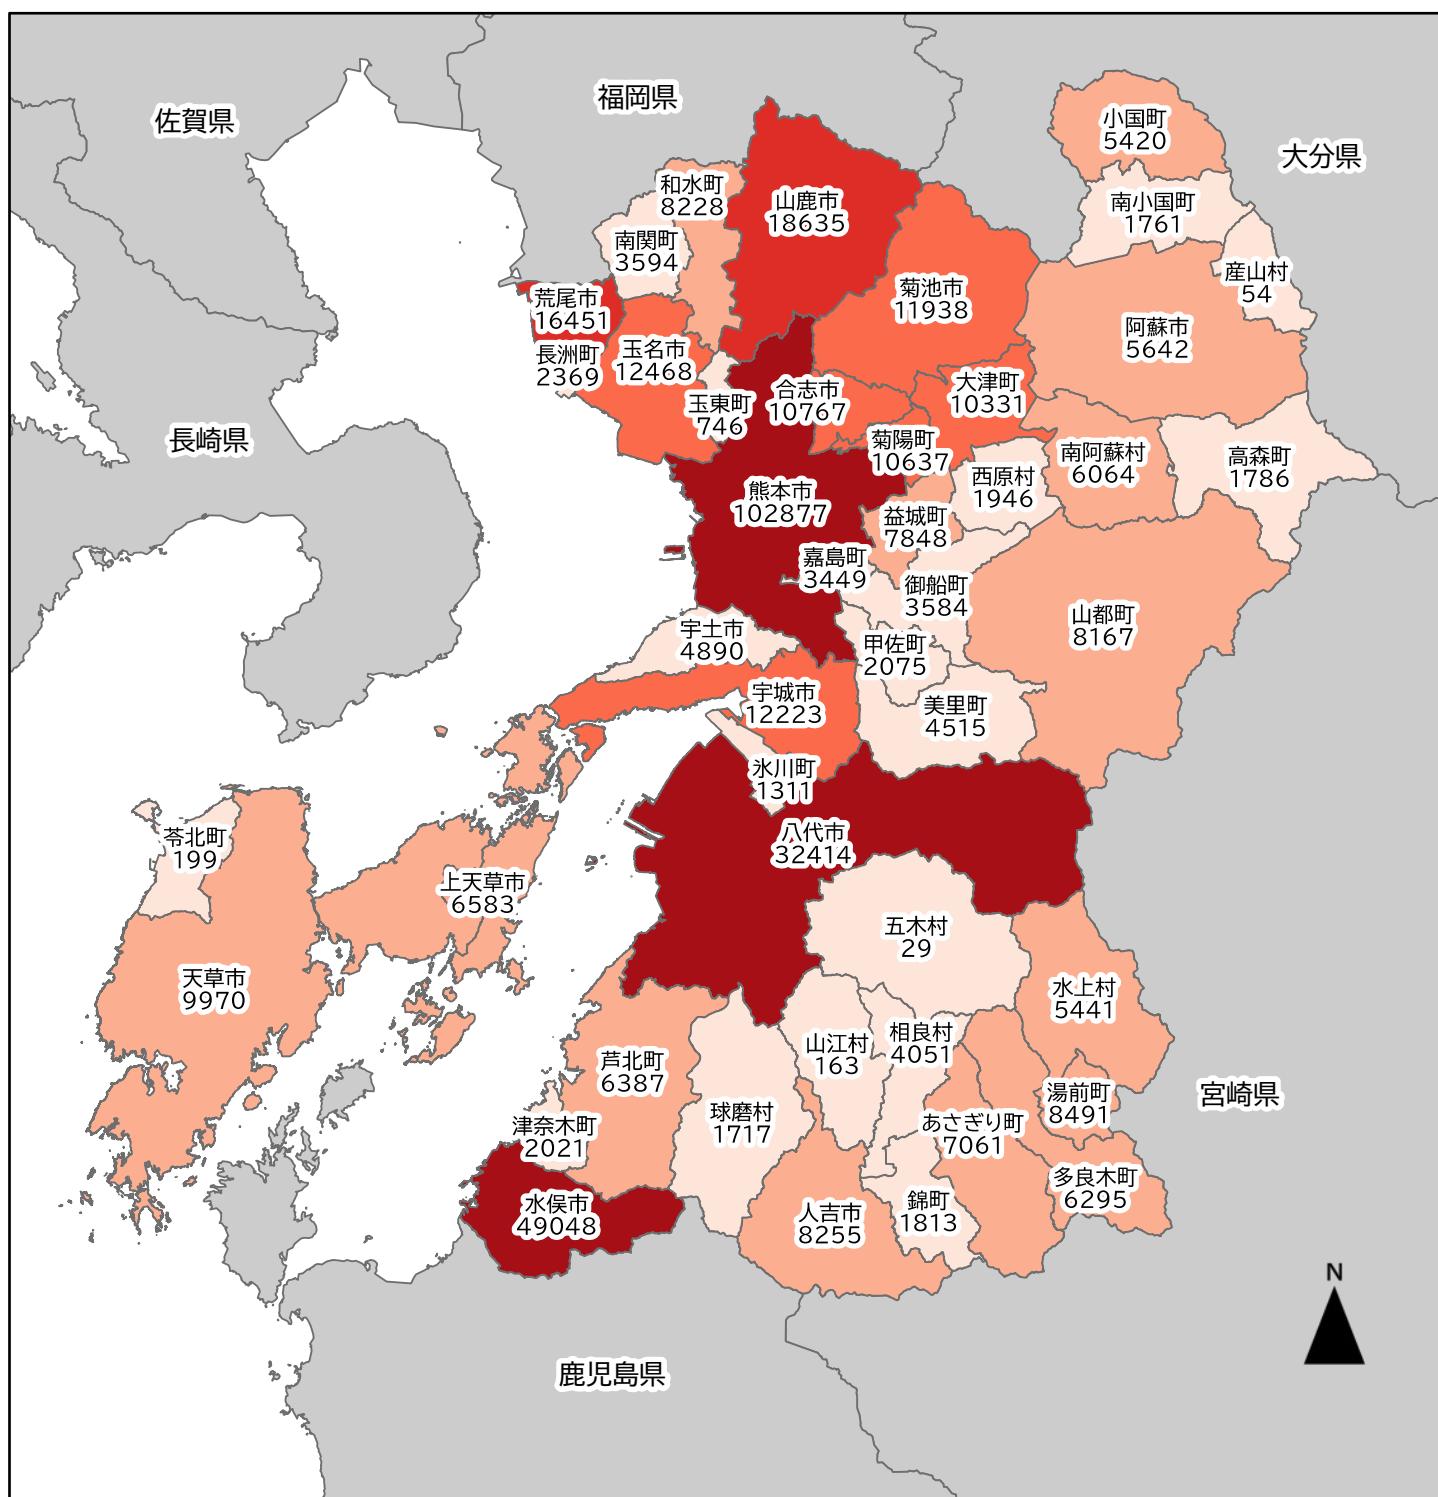 福岡県
佐賀県
大分県
小国町
5420
和水町
8228
山鹿市
18635
南小国町
1761
南関町
3594
産山村
54
荒尾市
16451
菊池市
11938
阿蘇市
5642
長洲町
2369
玉名市
12468
合志市
10767
大津町
10331
玉東町
746
長崎県
菊陽町
10637
南阿蘇村
6064
高森町
1786
西原村
1946
熊本市
102877
益城町
7848
嘉島町
3449
御船町
3584
山都町
8167
宇土市
4890
甲佐町
2075
宇城市
12223
美里町
4515
氷川町
1311
八代市
32414
苓北町
199
上天草市
6583
五木村
29
天草市
9970
水上村
5441
山江村
163
相良村
4051
芦北町
6387
宮崎県
湯前町
8491
球磨村
1717
津奈木町
2021
あさぎり町
7061
多良木町
6295
水俣市
49048
人吉市
8255
錦町
1813
N
鹿児島県